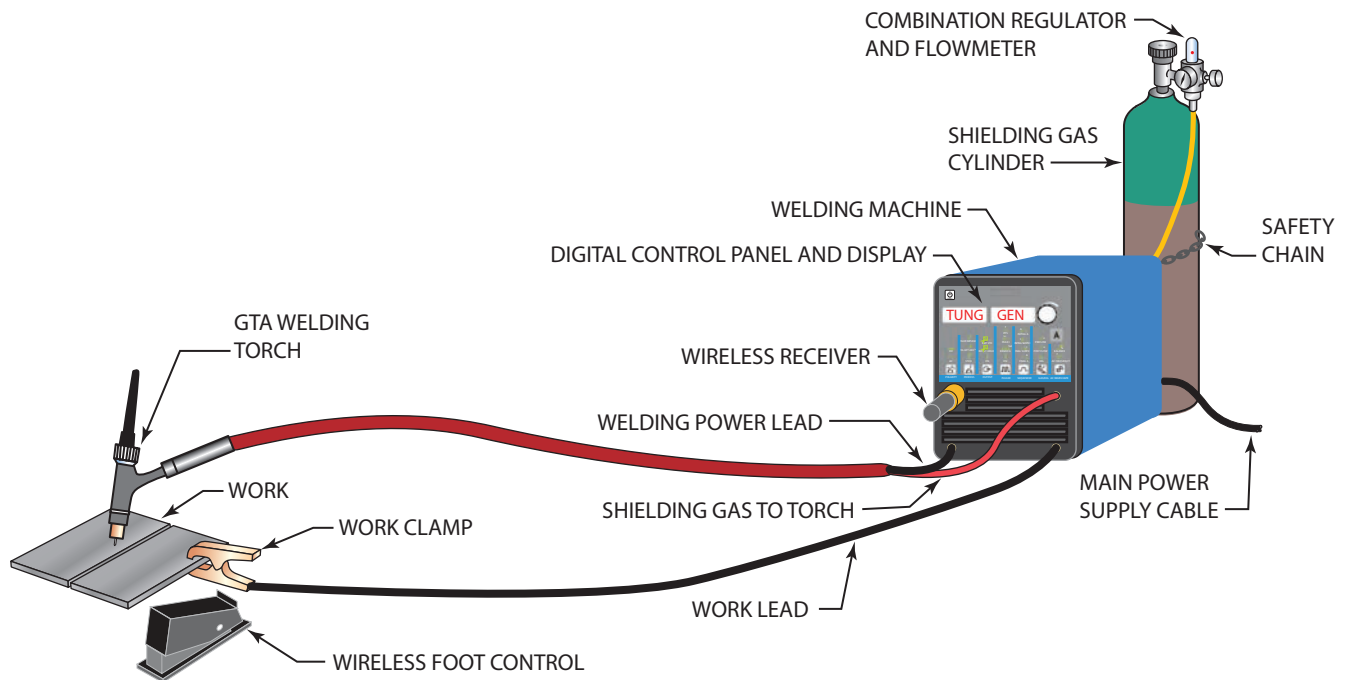 COMBINATION REGULATOR
AND FLOWMETER
SHIELDING GAS
CYLINDER
WELDING MACHINE
SAFETY
CHAIN
DIGITAL CONTROL PANEL AND DISPLAY
TUNG GEN
GTA WELDING
TORCH
WIRELESS RECEIVER
WELDING POWER LEAD
WORK
SHIELDING GAS TO TORCH
MAIN POWER
SUPPLY CABLE
WORK CLAMP
WORK LEAD
WIRELESS FOOT CONTROL